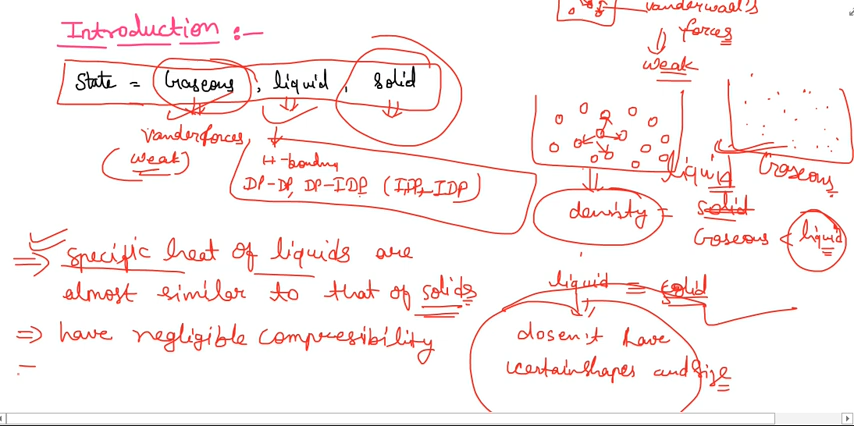 Introduction :-
State = Gaseous, liquid, solid
vanderforces,
(weak)
H-bonding
DP-DP, DP-IDP (IDP-IDP)
vanderwaal's
forces
weak
liquid
Gaseous
density = solid
Gaseous < liquid
liquid = solid
dosen't have
certain shapes and size
⇒ specific heat of liquids are
almost similar to that of solids
⇒ have negligible compresibility